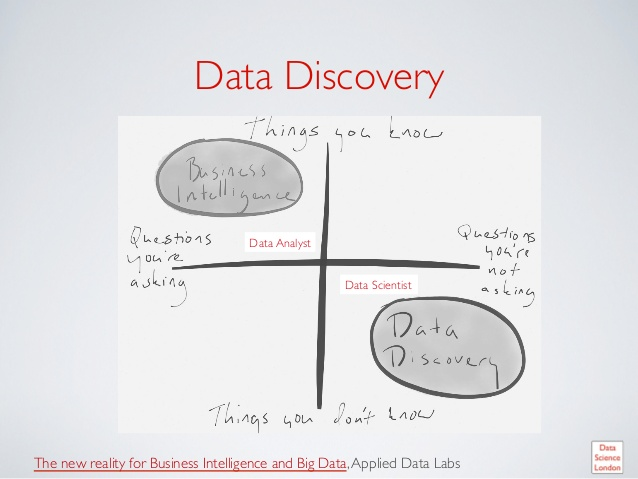 Data Discovery
Things you know
Business
Intelligence
Questions
you're
asking
Data Analyst
Questions
you're
not
asking
Data Scientist
Data
Discovery
Things you don't know
The new reality for Business Intelligence and Big Data, Applied Data Labs
Data
Science
London